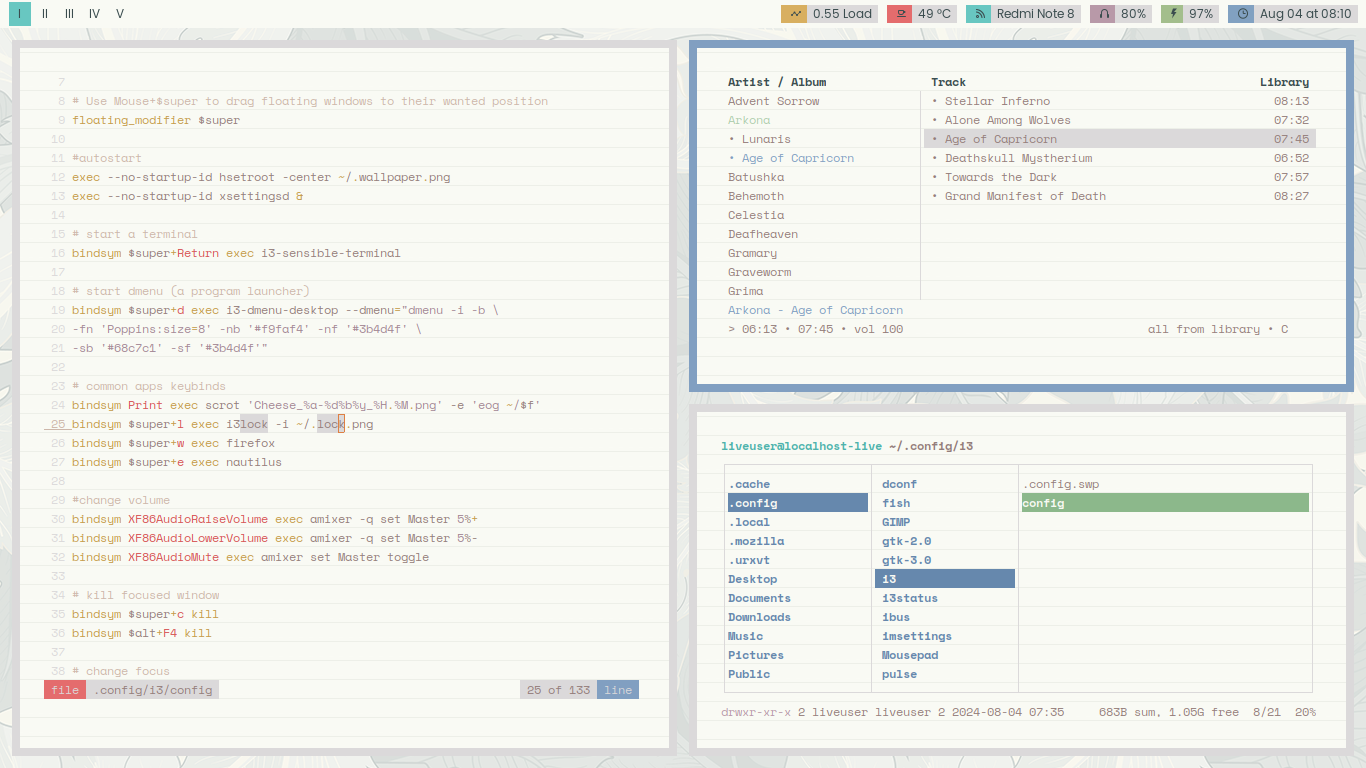 I II III IV V 0.55 Load 49 °C Redmi Note 8 80% 97% Aug 04 at 08:10
7
8 # Use Mouse+$super to drag floating windows to their wanted position
9 floating_modifier $super
10
11 #autostart
12 exec --no-startup-id hsetroot -center ~/.wallpaper.png
13 exec --no-startup-id xsettingsd &
14
15 # start a terminal
16 bindsym $super+Return exec i3-sensible-terminal
17
18 # start dmenu (a program launcher)
19 bindsym $super+d exec i3-dmenu-desktop --dmenu="dmenu -i -b \
20 -fn 'Poppins:size=8' -nb '#f9faf4' -nf '#3b4d4f' \
21 -sb '#68c7c1' -sf '#3b4d4f'"
22
23 # common apps keybinds
24 bindsym Print exec scrot 'Cheese_%a-%d%b%y_%H.%M.png' -e 'eog ~/$f'
25 bindsym $super+l exec i3lock -i ~/.lock.png
26 bindsym $super+w exec firefox
27 bindsym $super+e exec nautilus
28
29 #change volume
30 bindsym XF86AudioRaiseVolume exec amixer -q set Master 5%+
31 bindsym XF86AudioLowerVolume exec amixer -q set Master 5%-
32 bindsym XF86AudioMute exec amixer set Master toggle
33
34 # kill focused window
35 bindsym $super+c kill
36 bindsym $alt+F4 kill
37
38 # change focus
file .config/i3/config 25 of 133 line
Artist / Album Track Library
Advent Sorrow • Stellar Inferno 08:13
Arkona • Alone Among Wolves 07:32
• Lunaris • Age of Capricorn 07:45
• Age of Capricorn • Deathskull Mystherium 06:52
Batushka • Towards the Dark 07:57
Behemoth • Grand Manifest of Death 08:27
Celestia
Deafheaven
Gramary
Graveworm
Grima
Arkona - Age of Capricorn
> 06:13 • 07:45 • vol 100 all from library • C
liveuser@localhost-live ~/.config/i3
.cache dconf .config.swp
.config fish config
.local GIMP
.mozilla gtk-2.0
.urxvt gtk-3.0
Desktop i3
Documents i3status
Downloads ibus
Music imsettings
Pictures Mousepad
Public pulse
drwxr-xr-x 2 liveuser liveuser 2 2024-08-04 07:35 683B sum, 1.05G free 8/21 20%